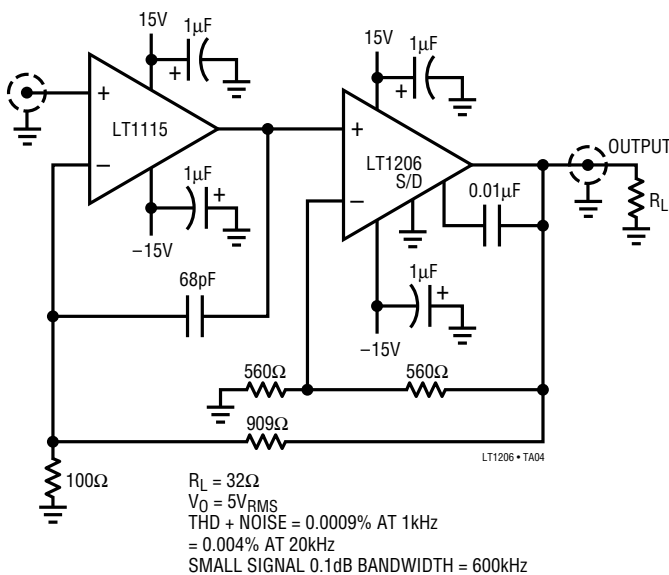 15V
1µF
+
+
LT1115
–
1µF
+
–15V
68pF
15V
1µF
+
+
LT1206
S/D
–
0.01µF
OUTPUT
R_L
1µF
+
–15V
560Ω
560Ω
909Ω
100Ω
LT1206 • TA04
R_L = 32Ω
V_O = 5V_RMS
THD + NOISE = 0.0009% AT 1kHz
= 0.004% AT 20kHz
SMALL SIGNAL 0.1dB BANDWIDTH = 600kHz